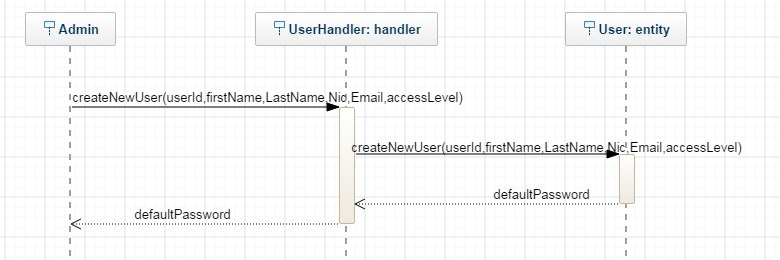 Admin
UserHandler: handler
User: entity
createNewUser(userId,firstName,LastName,Nic,Email,accessLevel)
createNewUser(userId,firstName,LastName,Nic,Email,accessLevel)
defaultPassword
defaultPassword